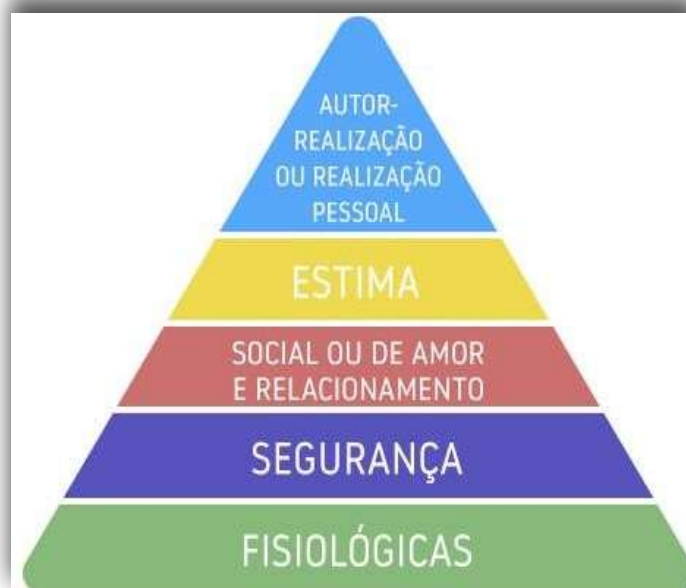 AUTOR-
REALIZAÇÃO
OU REALIZAÇÃO
PESSOAL
ESTIMA
SOCIAL OU DE AMOR
E RELACIONAMENTO
SEGURANÇA
FISIOLÓGICAS